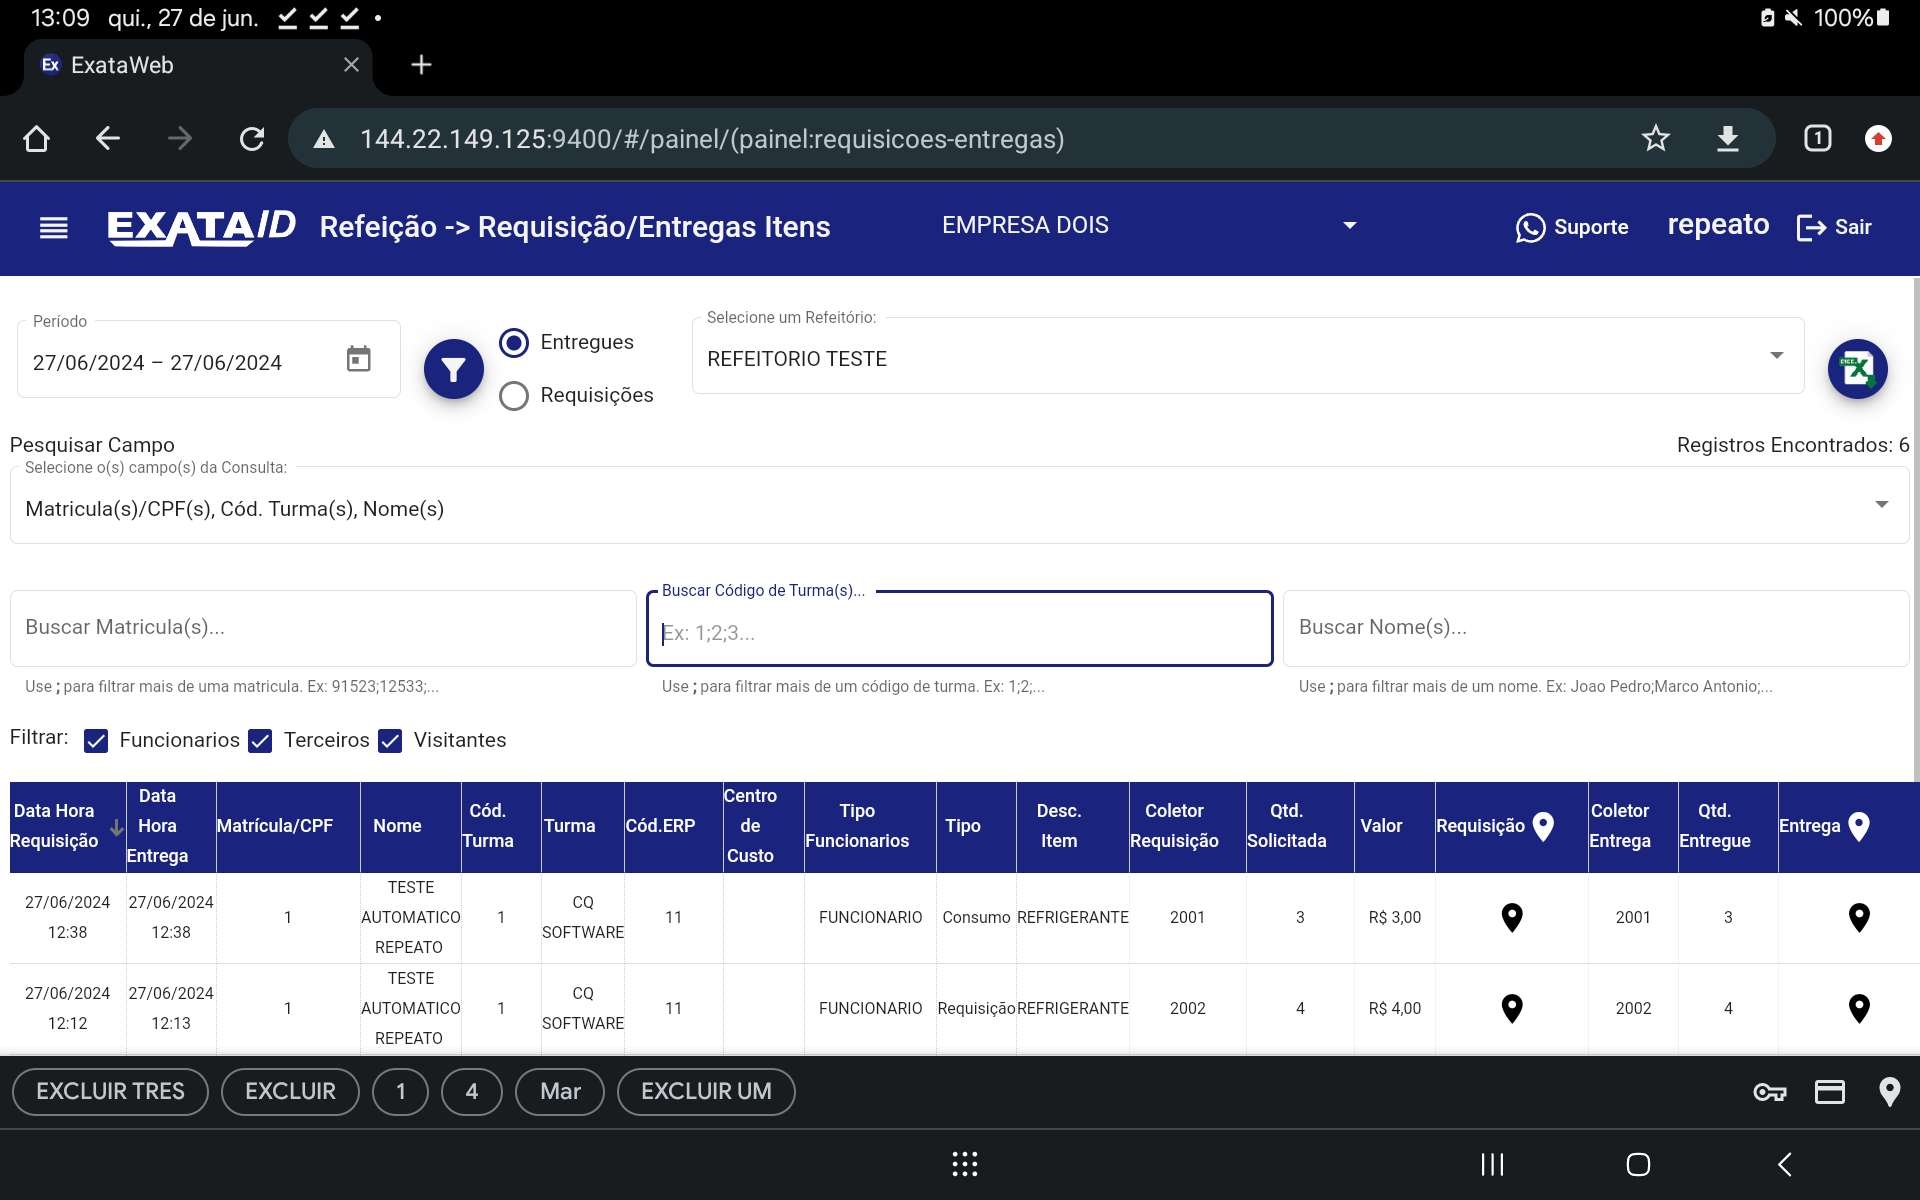 13:09 qui., 27 de jun.
100%
Ex ExataWeb
144.22.149.125:9400/#/painel/(painel:requisicoes-entregas)
1
EXATAID Refeição -> Requisição/Entregas Itens EMPRESA DOIS Suporte repeato Sair
Período
27/06/2024 – 27/06/2024
Entregues
Requisições
Selecione um Refeitório:
REFEITORIO TESTE
Pesquisar Campo
Registros Encontrados: 6
Selecione o(s) campo(s) da Consulta:
Matricula(s)/CPF(s), Cód. Turma(s), Nome(s)
Buscar Matricula(s)...
Buscar Código de Turma(s)...
Ex: 1;2;3...
Buscar Nome(s)...
Use ; para filtrar mais de uma matricula. Ex: 91523;12533;...
Use ; para filtrar mais de um código de turma. Ex: 1;2;...
Use ; para filtrar mais de um nome. Ex: Joao Pedro;Marco Antonio;...
Filtrar: Funcionarios Terceiros Visitantes
Data Hora Requisição
Data Hora Entrega
Matrícula/CPF
Nome
Cód. Turma
Turma
Cód.ERP
Centro de Custo
Tipo Funcionarios
Tipo
Desc. Item
Coletor Requisição
Qtd. Solicitada
Valor
Requisição
Coletor Entrega
Qtd. Entregue
Entrega
27/06/2024 12:38
27/06/2024 12:38
1
TESTE AUTOMATICO REPEATO
1
CQ SOFTWARE
11
FUNCIONARIO
Consumo
REFRIGERANTE
2001
3
R$ 3,00
2001
3
27/06/2024 12:12
27/06/2024 12:13
1
TESTE AUTOMATICO REPEATO
1
CQ SOFTWARE
11
FUNCIONARIO
Requisição
REFRIGERANTE
2002
4
R$ 4,00
2002
4
EXCLUIR TRES EXCLUIR 1 4 Mar EXCLUIR UM